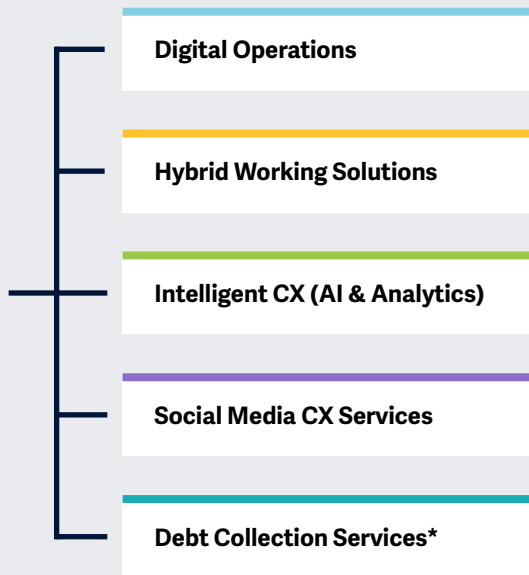 Digital Operations
Hybrid Working Solutions
Intelligent CX (AI & Analytics)
Social Media CX Services
Debt Collection Services*